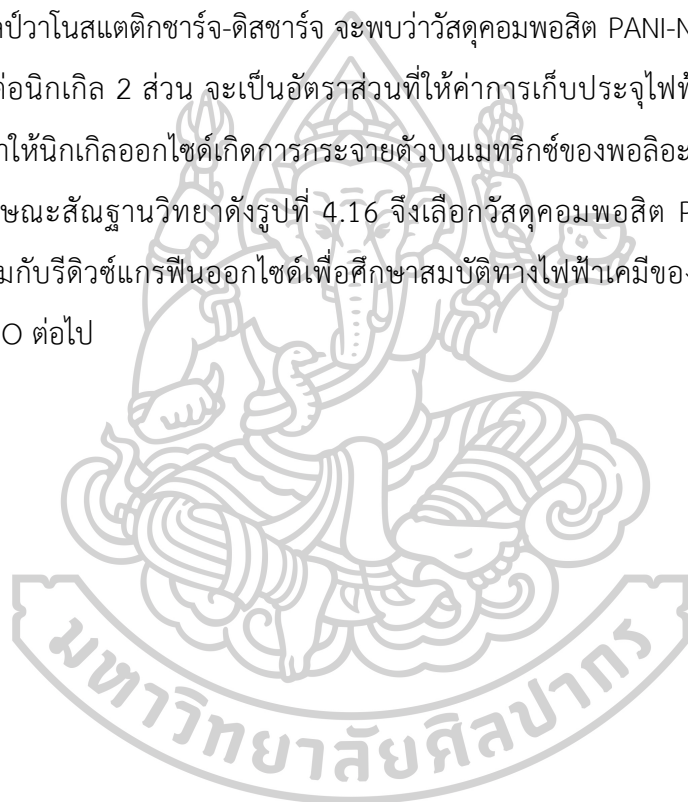 ลป์วาโนสแตติกชาร์จ-ดิสชาร์จ จะพบว่าวัสดุคอมพอสิต PANI-N
ต่อนิกเกิล 2 ส่วน จะเป็นอัตราส่วนที่ให้ค่าการเก็บประจุไฟฟ้
ทำให้นิกเกิลออกไซด์เกิดการกระจายตัวบนเมทริกซ์ของพอลิอะ
ษณะสัณฐานวิทยาดังรูปที่ 4.16 จึงเลือกวัสดุคอมพอสิต P
มกับรีดิวซ์แกรฟีนออกไซด์เพื่อศึกษาสมบัติทางไฟฟ้าเคมีของ
O ต่อไป
มหาวิทยาลัยศิลปากร